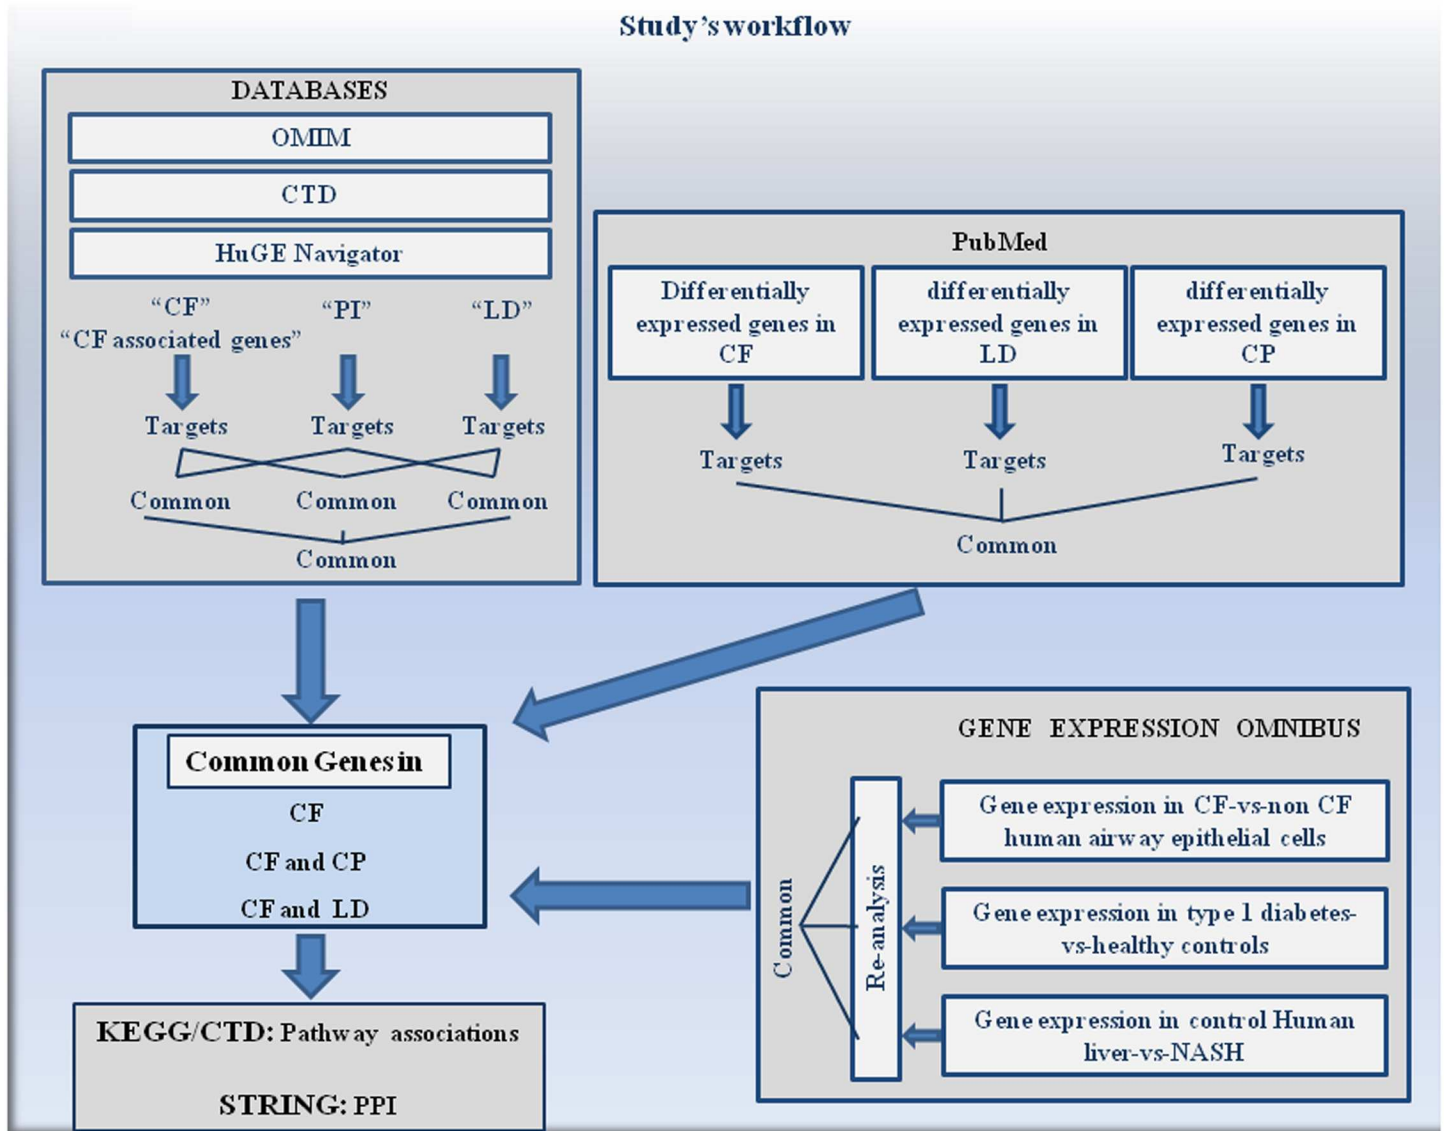 Study's workflow
DATABASES
OMIM
CTD
HuGE Navigator
“CF”
“CF associated genes”
“PI”
“LD”
Targets
Targets
Targets
Common
Common
Common
Common
PubMed
Differentially
expressed genes in
CF
differentially
expressed genes in
LD
differentially
expressed genes in
CP
Targets
Targets
Targets
Common
Common Genes in
CF
CF and CP
CF and LD
GENE EXPRESSION OMNIBUS
Common
Re-analysis
Gene expression in CF-vs-non CF
human airway epithelial cells
Gene expression in type 1 diabetes-
vs-healthy controls
Gene expression in control Human
liver-vs-NASH
KEGG/CTD: Pathway associations
STRING: PPI